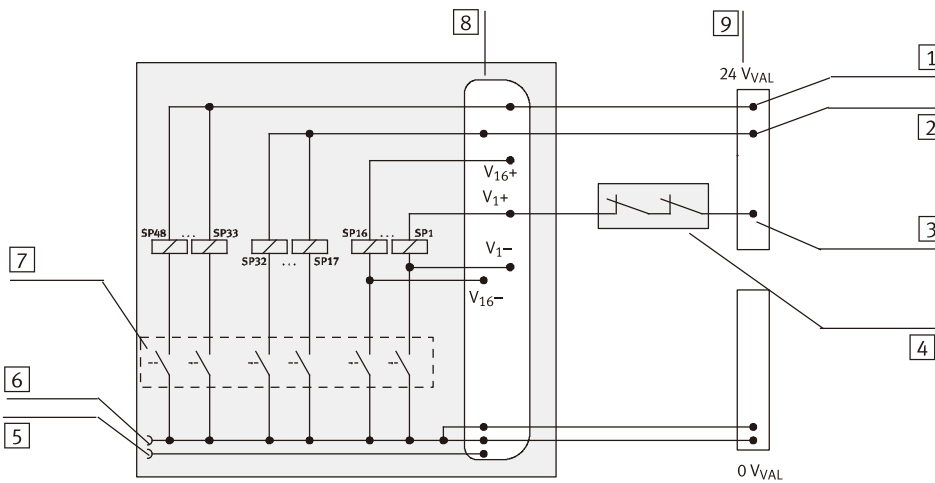 8
9
1
24 VVAL
2
V16+
V1+
SP48 ... SP33
SP16 ... SP1
3
7
SP32 ... SP17
V1–
V16–
4
6
5
0 VVAL